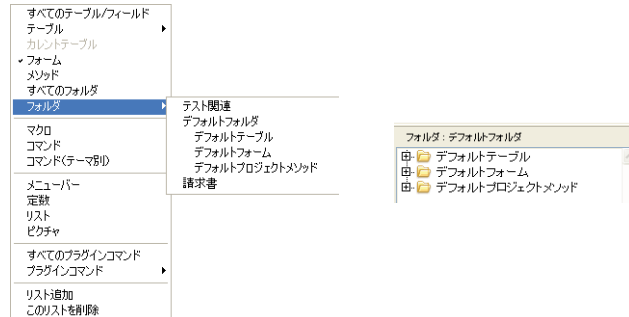 すべてのテーブル/フィールド
テーブル
カレントテーブル
フォーム
メソッド
すべてのフォルダ
フォルダ
マクロ
コマンド
コマンド(テーマ別)
メニューバー
定数
リスト
ピクチャ
すべてのプラグインコマンド
プラグインコマンド
リスト追加
このリストを削除
テスト関連
デフォルトフォルダ
デフォルトテーブル
デフォルトフォーム
デフォルトプロジェクトメソッド
請求書
フォルダ : デフォルトフォルダ
デフォルトテーブル
デフォルトフォーム
デフォルトプロジェクトメソッド